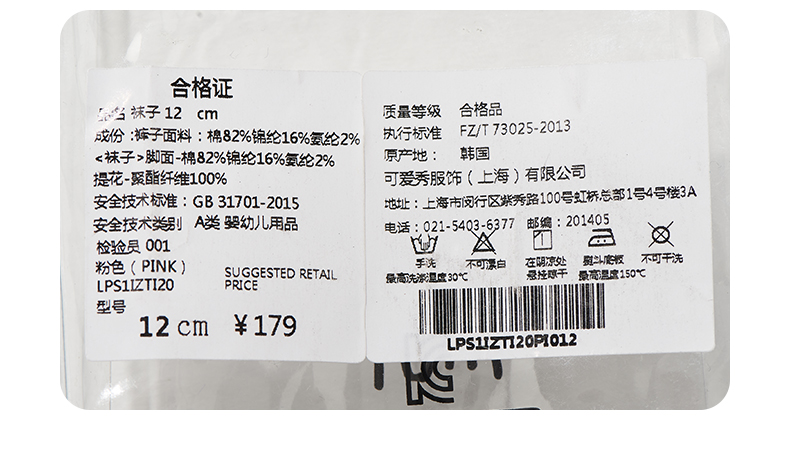 合格证
品名 袜子 12 cm
成份：裤子面料：棉82%锦纶16%氨纶2%
<袜子>脚面-棉82%锦纶16%氨纶2%
提花-聚酯纤维100%
安全技术标准：GB 31701-2015
安全技术类别 A类 婴幼儿用品
检验员 001
粉色（PINK）
LPS1IZTI20
SUGGESTED RETAIL
PRICE
型号
12 cm ￥179
质量等级 合格品
执行标准 FZ/T 73025-2013
原产地： 韩国
可爱秀服饰（上海）有限公司
地址：上海市闵行区紫秀路100号虹桥总部1号4号楼3A
电话：021-5403-6377 邮编：201405
手洗 不可漂白 在阴凉处 熨斗底板 不可干洗
最高洗涤温度30℃ 悬挂晾干 最高温度150℃
LPS1IZTI20PI012